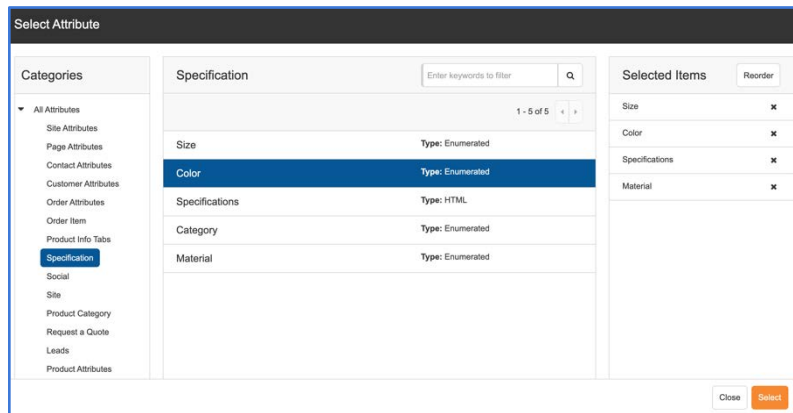 Select Attribute
Categories
All Attributes
Site Attributes
Page Attributes
Contact Attributes
Customer Attributes
Order Attributes
Order Item
Product Info Tabs
Specification
Social
Site
Product Category
Request a Quote
Leads
Product Attributes
Specification
Enter keywords to filter
1 - 5 of 5
Size Type: Enumerated
Color Type: Enumerated
Specifications Type: HTML
Category Type: Enumerated
Material Type: Enumerated
Selected Items Reorder
Size
Color
Specifications
Material
Close Select